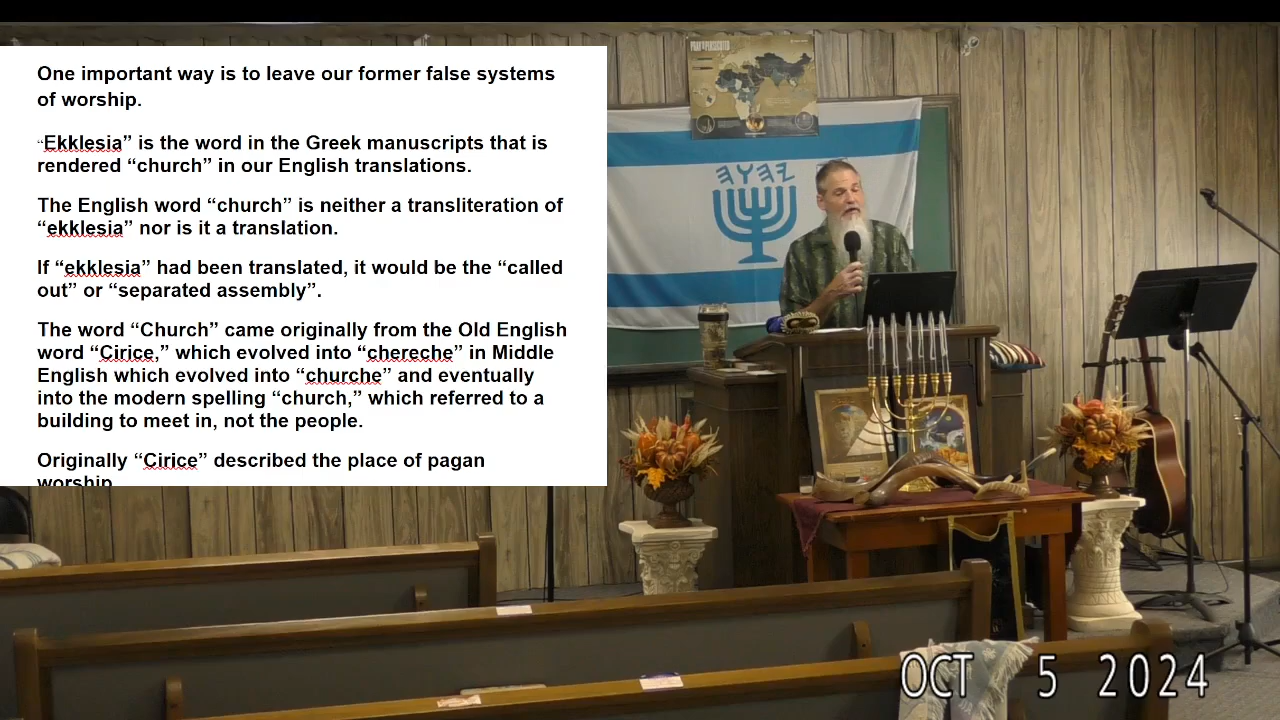 One important way is to leave our former false systems
of worship.
“Ekklesia” is the word in the Greek manuscripts that is
rendered “church” in our English translations.
The English word “church” is neither a transliteration of
“ekklesia” nor is it a translation.
If “ekklesia” had been translated, it would be the “called
out” or “separated assembly”.
The word “Church” came originally from the Old English
word “Cirice,” which evolved into “chereche” in Middle
English which evolved into “churche” and eventually
into the modern spelling “church,” which referred to a
building to meet in, not the people.
Originally “Cirice” described the place of pagan
worship
OCT 5 2024